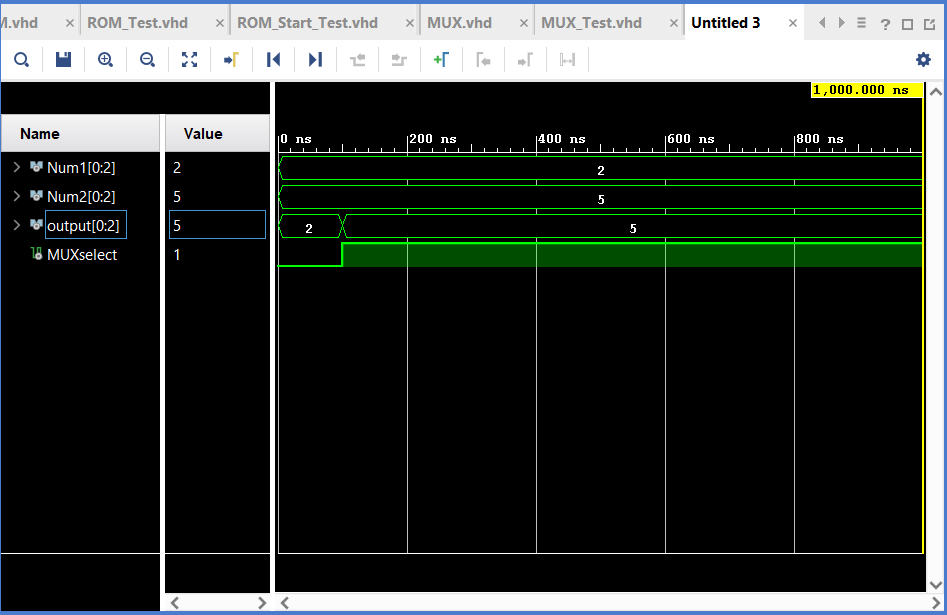 M.vhd ROM_Test.vhd ROM_Start_Test.vhd MUX.vhd MUX_Test.vhd Untitled 3
1,000.000 ns
Name Value 0 ns 200 ns 400 ns 600 ns 800 ns
Num1[0:2] 2 2
Num2[0:2] 5 5
output[0:2] 5 2 5
MUXselect 1